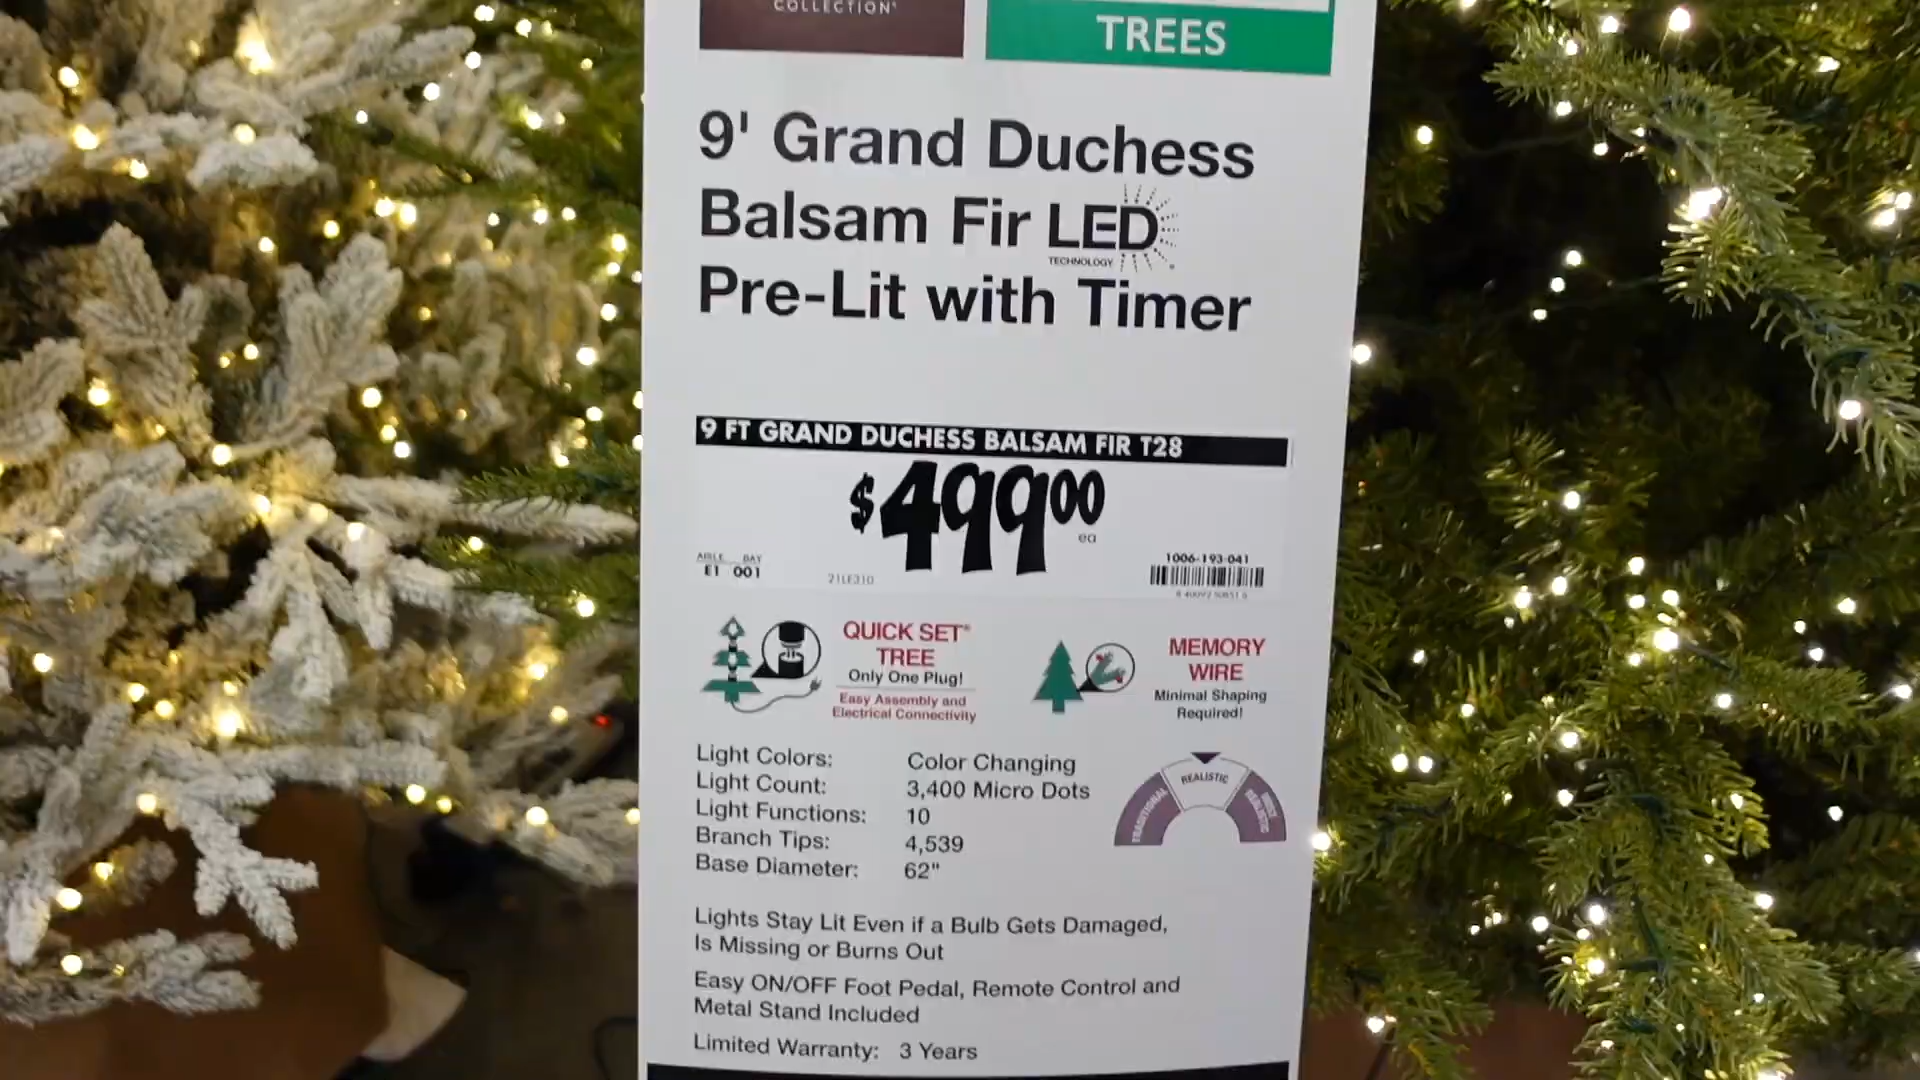 COLLECTION
TREES
9' Grand Duchess
Balsam Fir LED
TECHNOLOGY
Pre-Lit with Timer
9 FT GRAND DUCHESS BALSAM FIR T28
$49900
ea
AISLE BAY
E1 001
21LE310
1006-193-041
QUICK SET®
TREE
Only One Plug!
Easy Assembly and
Electrical Connectivity
MEMORY
WIRE
Minimal Shaping
Required!
Light Colors: Color Changing
Light Count: 3,400 Micro Dots
Light Functions: 10
Branch Tips: 4,539
Base Diameter: 62"
TRADITIONAL
REALISTIC
REALISTIC
Lights Stay Lit Even if a Bulb Gets Damaged,
Is Missing or Burns Out
Easy ON/OFF Foot Pedal, Remote Control and
Metal Stand Included
Limited Warranty: 3 Years